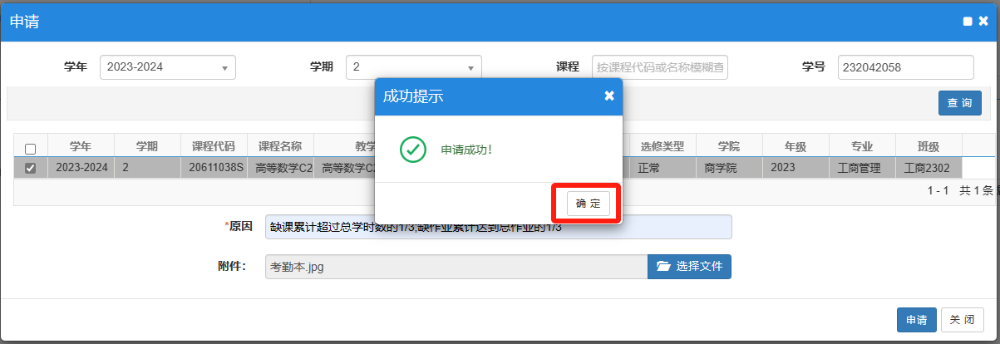 申请
学年 2023-2024 学期 2 课程 按课程代码或名称模糊查 学号 232042058
成功提示
查 询
学年 学期 课程代码 课程名称 教学 选修类型 学院 年级 专业 班级
申请成功！
2023-2024 2 20611038S 高等数学C2 高等数学C2 正常 商学院 2023 工商管理 工商2302
1 - 1 共 1 条
确 定
*原因 缺课累计超过总学时数的1/3;缺作业累计达到总作业的1/3
附件： 考勤本.jpg 选择文件
申请 关 闭